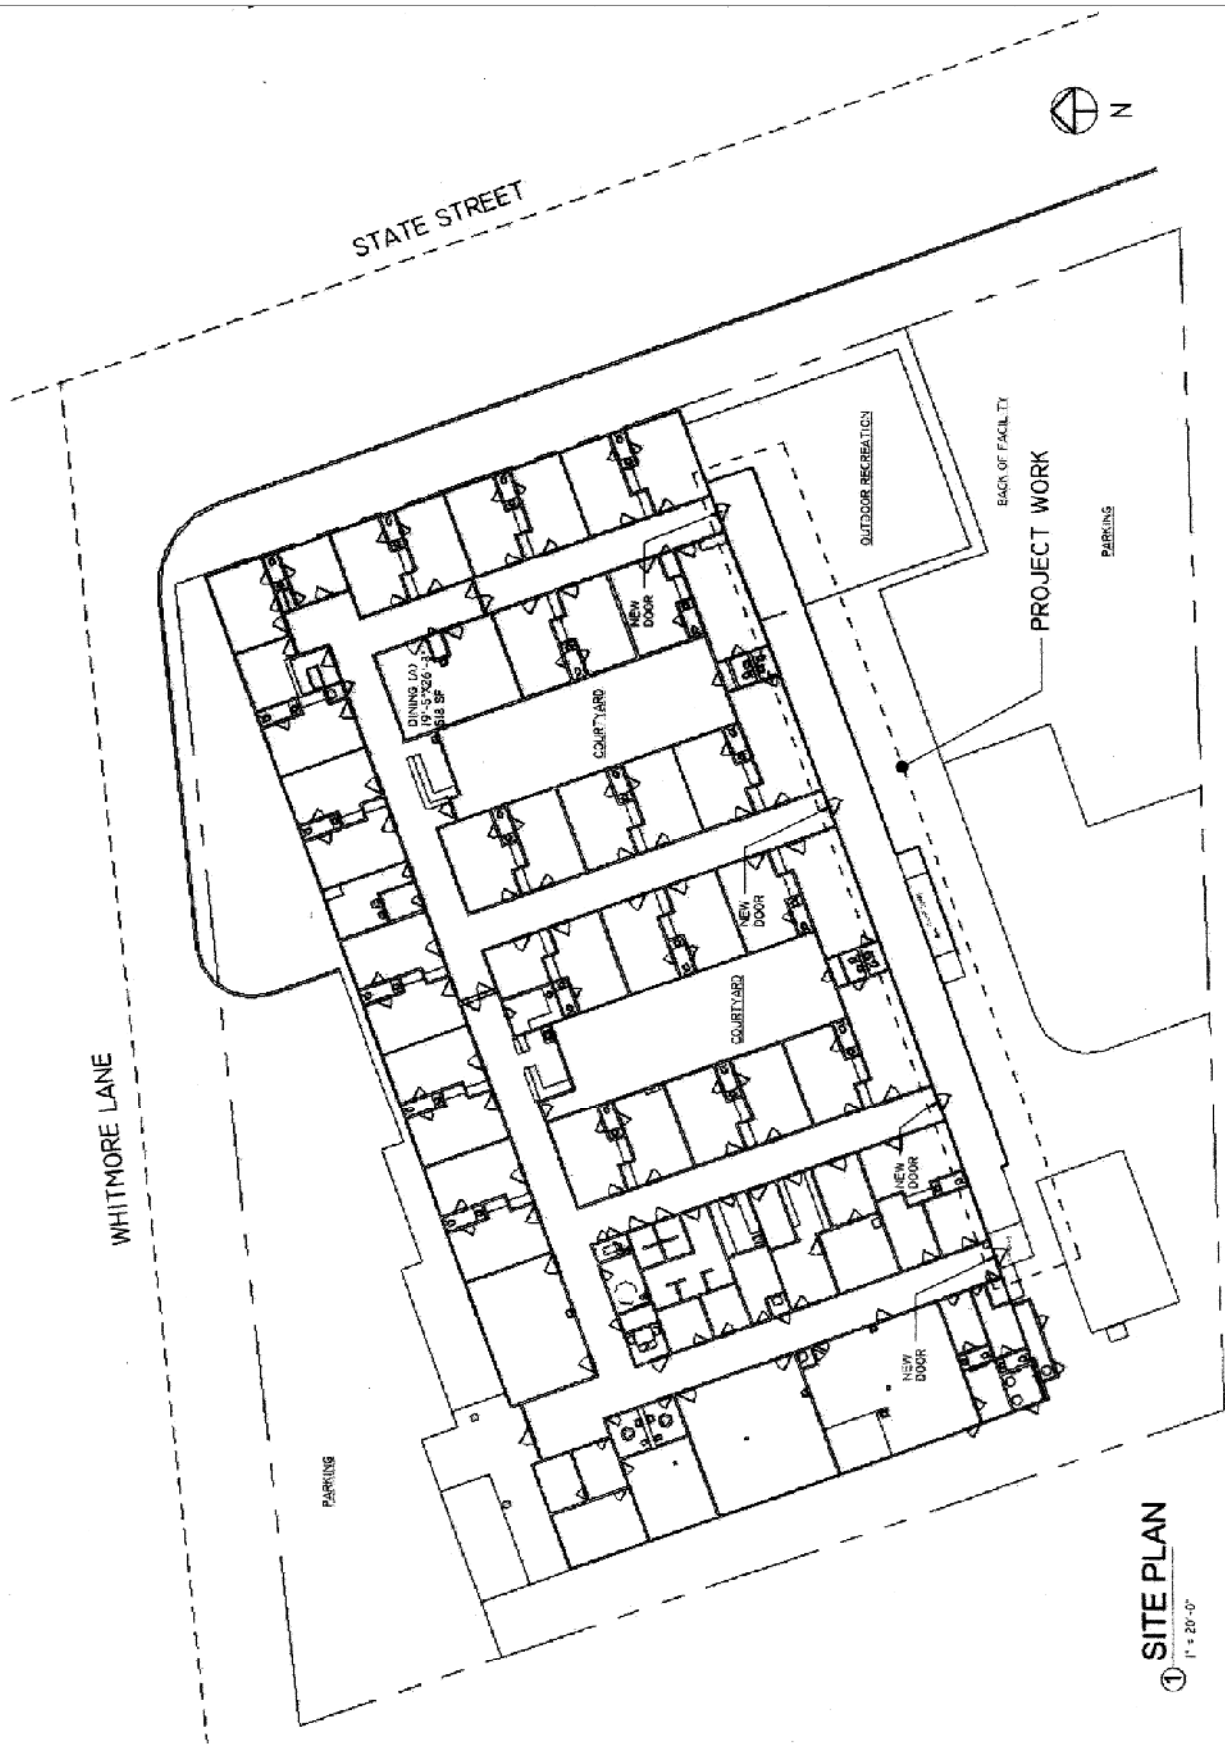 STATE STREET
N
WHITMORE LANE
OUTDOOR RECREATION
BACK OF FACILITY
PROJECT WORK
PARKING
NEW
DOOR
DINING (A)
518 SF
COURTYARD
NEW
DOOR
COURTYARD
NEW
DOOR
NEW
DOOR
PARKING
1 SITE PLAN
1" = 20'-0"